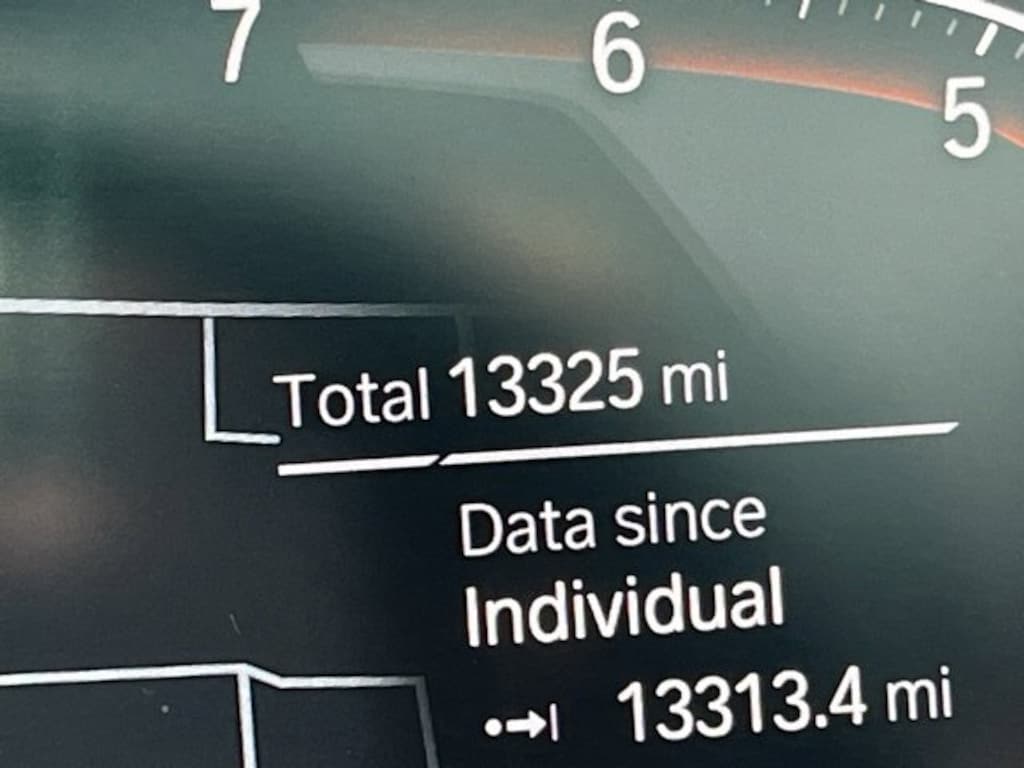 7 6 5
Total 13325 mi
Data since
Individual
13313.4 mi